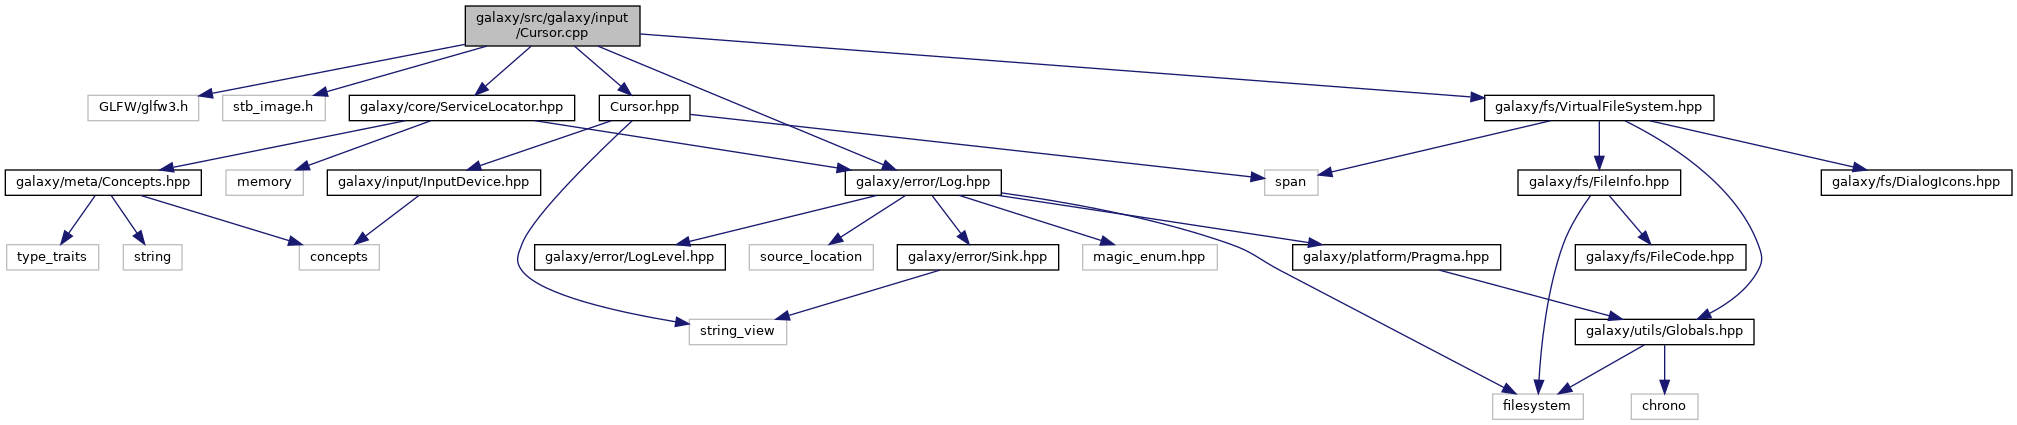 galaxy/src/galaxy/input
/Cursor.cpp
GLFW/glfw3.h
stb_image.h
galaxy/core/ServiceLocator.hpp
Cursor.hpp
galaxy/fs/VirtualFileSystem.hpp
galaxy/meta/Concepts.hpp
memory
galaxy/input/InputDevice.hpp
galaxy/error/Log.hpp
span
galaxy/fs/FileInfo.hpp
galaxy/fs/DialogIcons.hpp
type_traits
string
concepts
galaxy/error/LogLevel.hpp
source_location
galaxy/error/Sink.hpp
magic_enum.hpp
galaxy/platform/Pragma.hpp
galaxy/fs/FileCode.hpp
string_view
galaxy/utils/Globals.hpp
filesystem
chrono